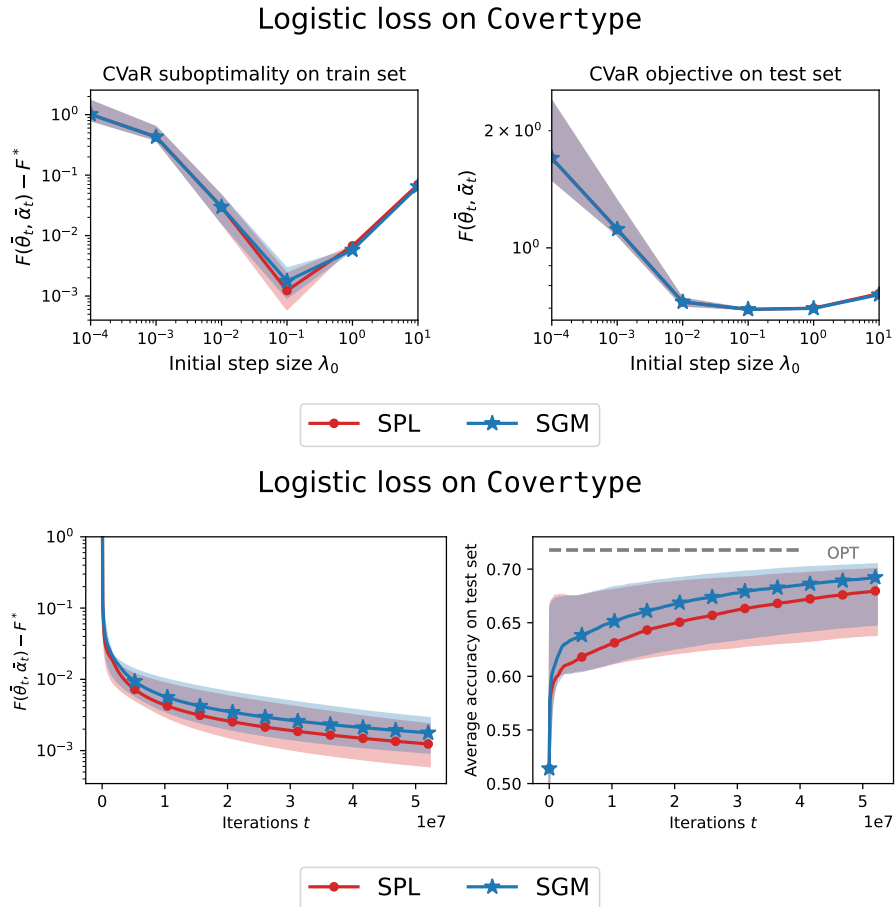 Logistic loss on Covertype
CVaR suboptimality on train set
F(θ̄_t, ᾱ_t) − F*
10^0
10^−1
10^−2
10^−3
10^−4 10^−3 10^−2 10^−1 10^0 10^1
Initial step size λ_0
CVaR objective on test set
F(θ̄_t, ᾱ_t)
2 × 10^0
10^0
10^−4 10^−3 10^−2 10^−1 10^0 10^1
Initial step size λ_0
SPL SGM
Logistic loss on Covertype
F(θ̄_t, ᾱ_t) − F*
10^0
10^−1
10^−2
10^−3
0 1 2 3 4 5
1e7
Iterations t
Average accuracy on test set
OPT
0.70
0.65
0.60
0.55
0.50
0 1 2 3 4 5
1e7
Iterations t
SPL SGM